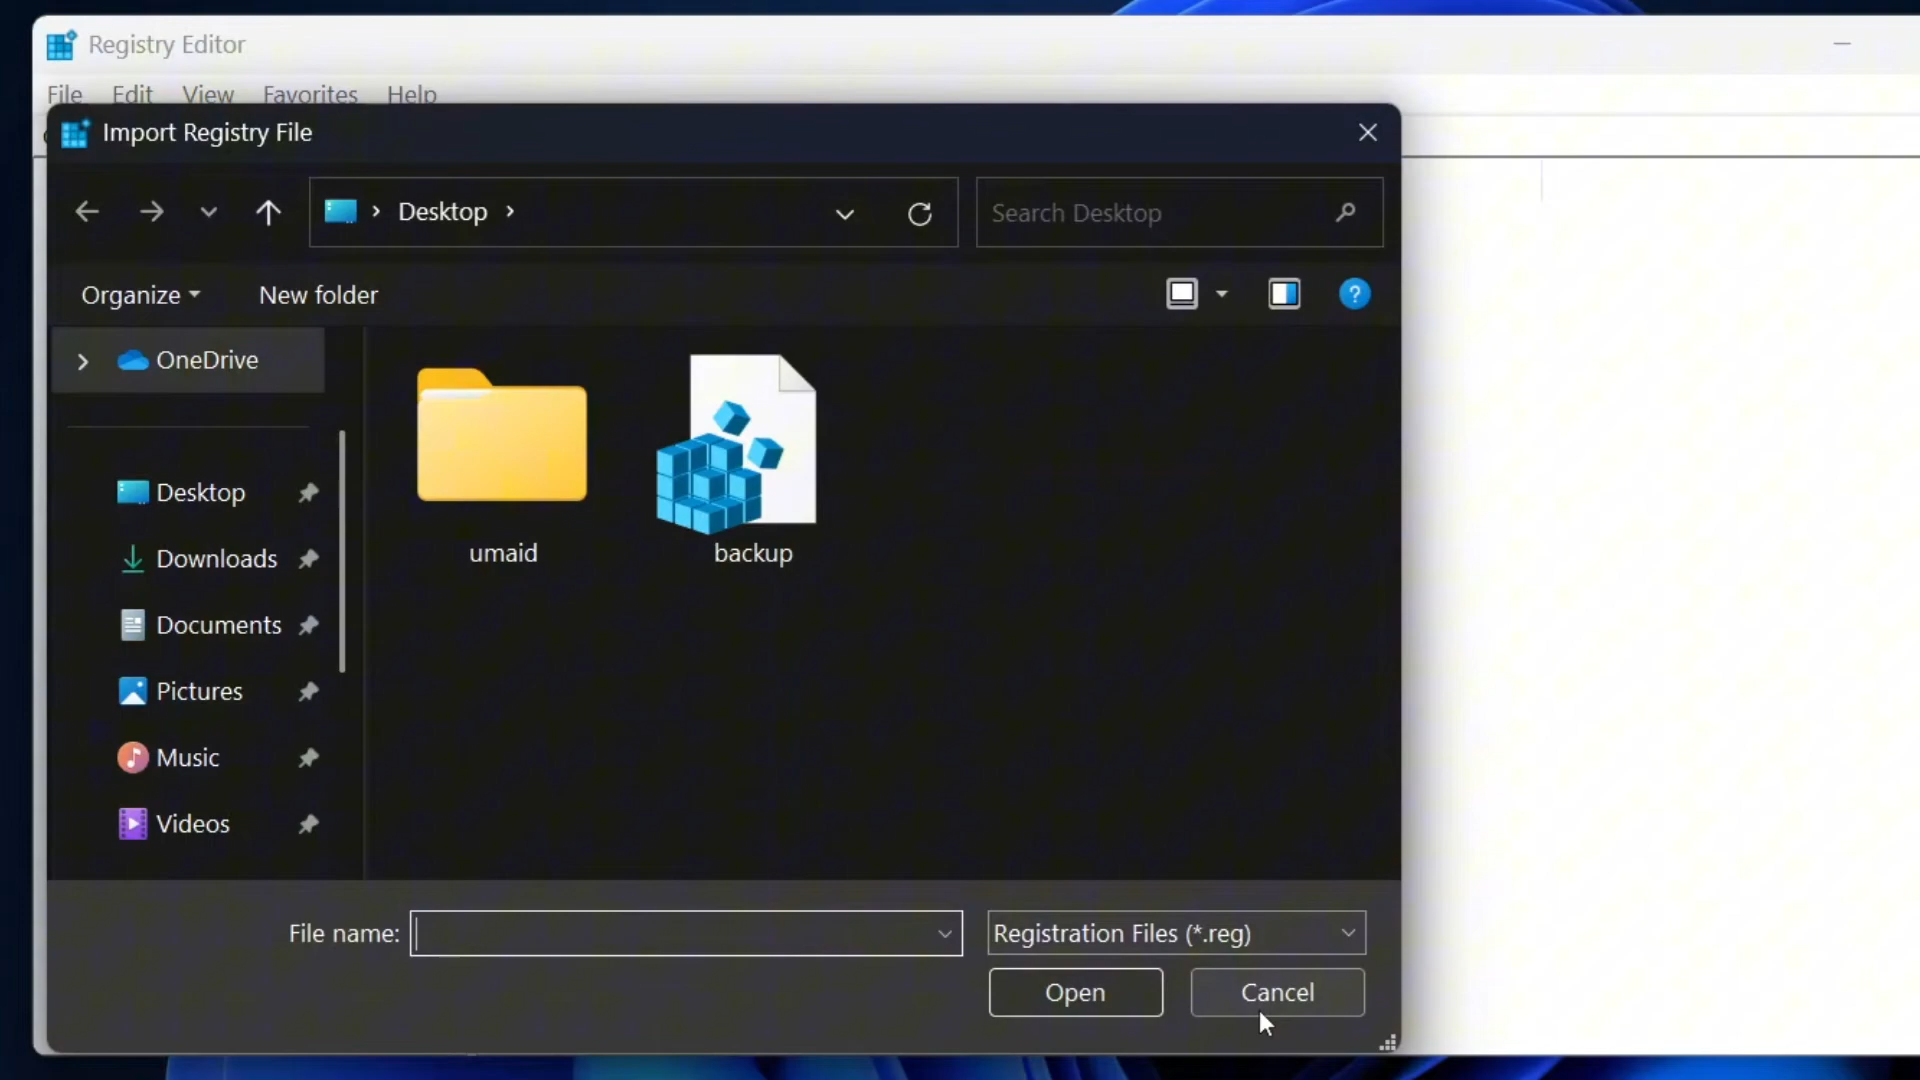 Registry Editor
File Edit View Favorites Help
Import Registry File
Desktop
Search Desktop
Organize New folder
?
OneDrive
Desktop
Downloads
Documents
Pictures
Music
Videos
umaid
backup
File name:
Registration Files (*.reg)
Open Cancel